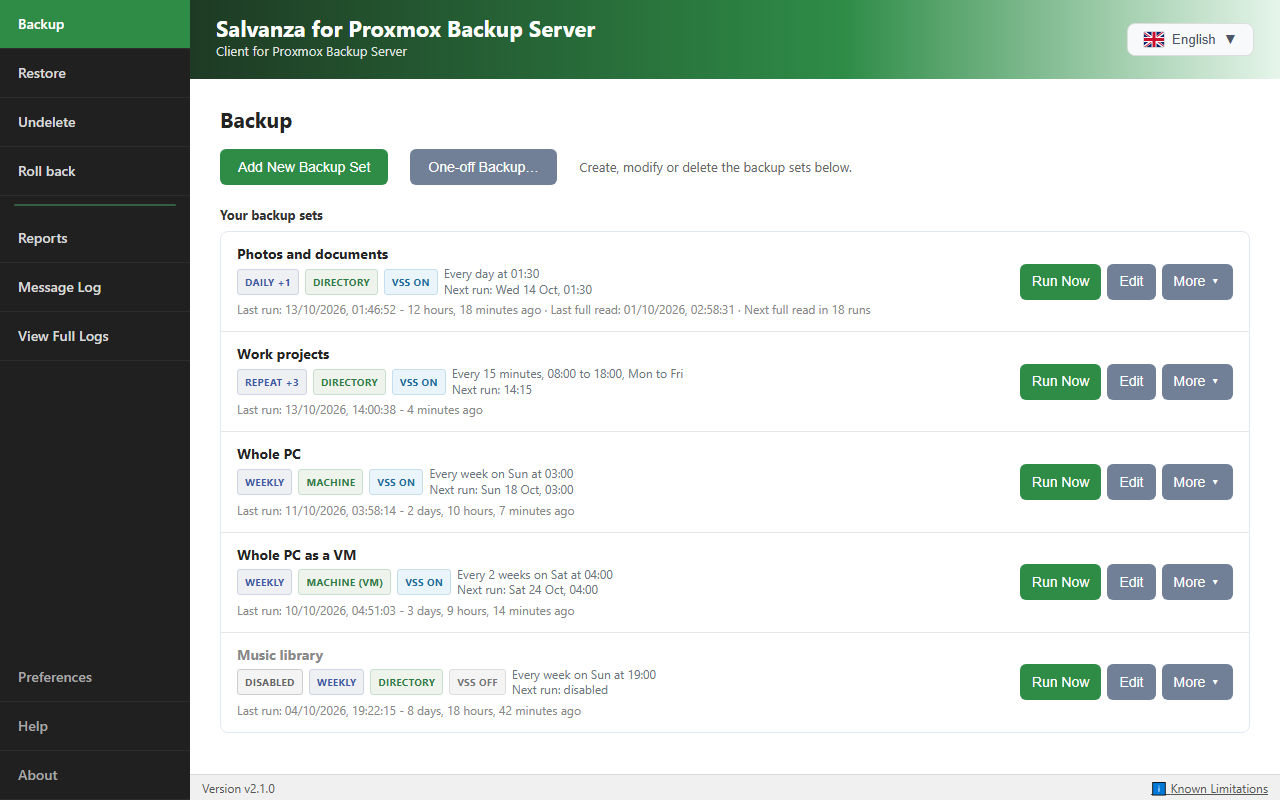 Backup
Restore
Undelete
Roll back
Reports
Message Log
View Full Logs
Preferences
Help
About
Salvanza for Proxmox Backup Server
Client for Proxmox Backup Server
English ▼
Backup
Add New Backup Set
One-off Backup...
Create, modify or delete the backup sets below.
Your backup sets
Photos and documents
DAILY +1 DIRECTORY VSS ON
Every day at 01:30
Next run: Wed 14 Oct, 01:30
Last run: 13/10/2026, 01:46:52 - 12 hours, 18 minutes ago · Last full read: 01/10/2026, 02:58:31 · Next full read in 18 runs
Run Now Edit More ▾
Work projects
REPEAT +3 DIRECTORY VSS ON
Every 15 minutes, 08:00 to 18:00, Mon to Fri
Next run: 14:15
Last run: 13/10/2026, 14:00:38 - 4 minutes ago
Run Now Edit More ▾
Whole PC
WEEKLY MACHINE VSS ON
Every week on Sun at 03:00
Next run: Sun 18 Oct, 03:00
Last run: 11/10/2026, 03:58:14 - 2 days, 10 hours, 7 minutes ago
Run Now Edit More ▾
Whole PC as a VM
WEEKLY MACHINE (VM) VSS ON
Every 2 weeks on Sat at 04:00
Next run: Sat 24 Oct, 04:00
Last run: 10/10/2026, 04:51:03 - 3 days, 9 hours, 14 minutes ago
Run Now Edit More ▾
Music library
DISABLED WEEKLY DIRECTORY VSS OFF
Every week on Sun at 19:00
Next run: disabled
Last run: 04/10/2026, 19:22:15 - 8 days, 18 hours, 42 minutes ago
Run Now Edit More ▾
Version v2.1.0
i Known Limitations